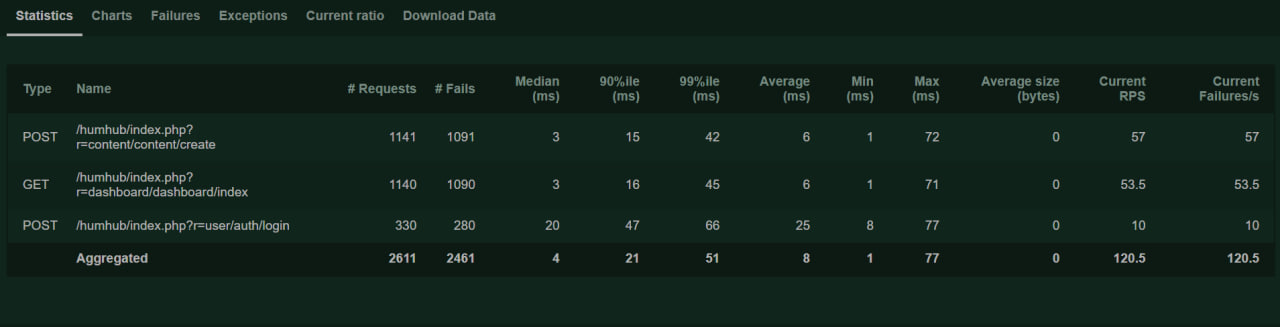 Statistics Charts Failures Exceptions Current ratio Download Data
Type Name # Requests # Fails Median (ms) 90%ile (ms) 99%ile (ms) Average (ms) Min (ms) Max (ms) Average size (bytes) Current RPS Current Failures/s
POST /humhub/index.php? r=content/content/create 1141 1091 3 15 42 6 1 72 0 57 57
GET /humhub/index.php? r=dashboard/dashboard/index 1140 1090 3 16 45 6 1 71 0 53.5 53.5
POST /humhub/index.php?r=user/auth/login 330 280 20 47 66 25 8 77 0 10 10
Aggregated 2611 2461 4 21 51 8 1 77 0 120.5 120.5